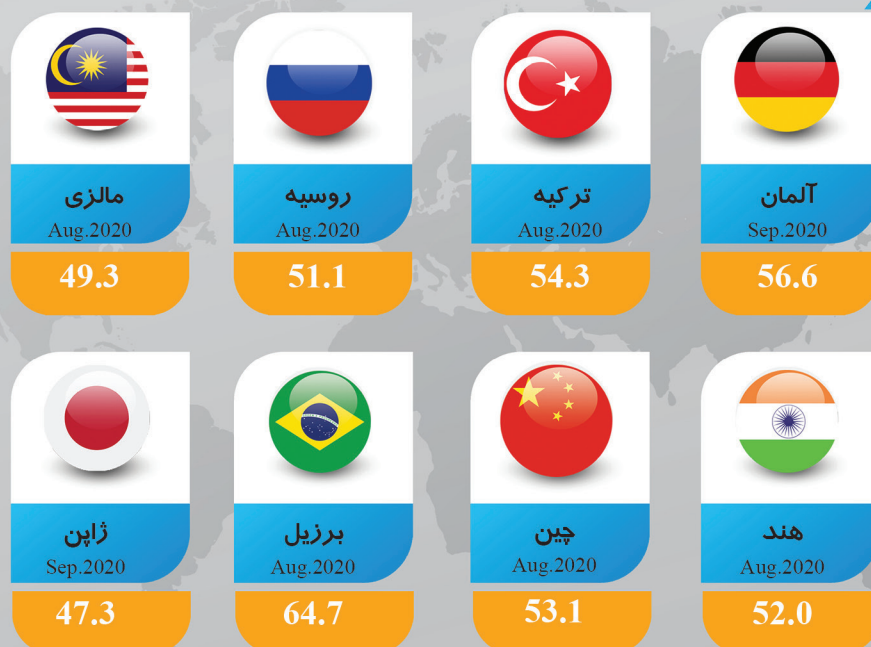 آلمان
Sep.2020
56.6
ترکیه
Aug.2020
54.3
روسیه
Aug.2020
51.1
مالزی
Aug.2020
49.3
هند
Aug.2020
52.0
چین
Aug.2020
53.1
برزیل
Aug.2020
64.7
ژاپن
Sep.2020
47.3